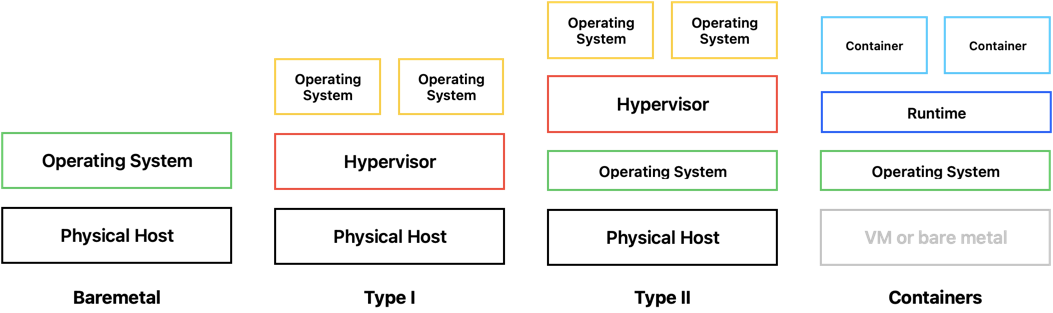 Operating System
Physical Host
Baremetal
Operating
System
Operating
System
Hypervisor
Physical Host
Type I
Operating
System
Operating
System
Hypervisor
Operating System
Physical Host
Type II
Container
Container
Runtime
Operating System
VM or bare metal
Containers